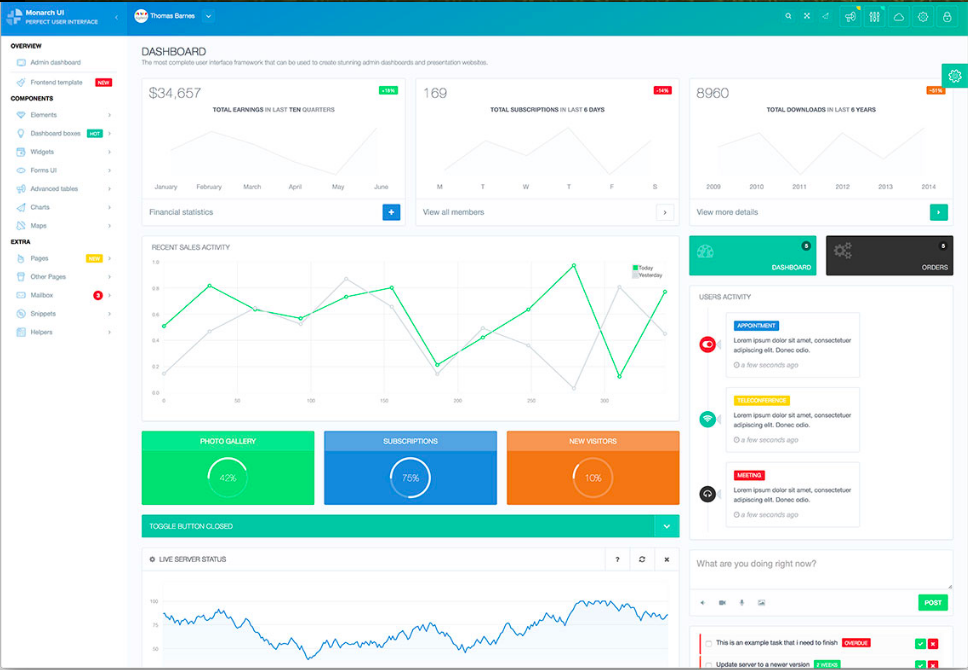 Monarch UI
PERFECT USER INTERFACE
Thomas Barnes
OVERVIEW
Admin dashboard
Frontend template NEW
COMPONENTS
Elements
Dashboard boxes HOT
Widgets
Forms UI
Advanced tables
Charts
Maps
EXTRA
Pages NEW
Other Pages
Mailbox 3
Snippets
Helpers
DASHBOARD
The most complete user interface framework that can be used to create stunning admin dashboards and presentation websites.
$34,657
TOTAL EARNINGS IN LAST TEN QUARTERS
January February March April May June
Financial statistics
169
-14%
TOTAL SUBSCRIPTIONS IN LAST 6 DAYS
M T W T F S
View all members
8960
+51%
TOTAL DOWNLOADS IN LAST 6 YEARS
2009 2010 2011 2012 2013 2014
View more details
RECENT SALES ACTIVITY
Today
Yesterday
1.0
0.8
0.6
0.4
0.2
0.0
0 50 100 150 200 250 300
5
DASHBOARD
5
ORDERS
USERS ACTIVITY
APPOINTMENT
Lorem ipsum dolor sit amet, consectetuer
adipiscing elit. Donec odio.
a few seconds ago
TELECONFERENCE
Lorem ipsum dolor sit amet, consectetuer
adipiscing elit. Donec odio.
a few seconds ago
MEETING
Lorem ipsum dolor sit amet, consectetuer
adipiscing elit. Donec odio.
a few seconds ago
PHOTO GALLERY
42%
SUBSCRIPTIONS
75%
NEW VISITORS
10%
TOGGLE BUTTON CLOSED
LIVE SERVER STATUS
?
100
75
50
What are you doing right now?
POST
This is an example task that i need to finish OVERDUE
Update server to a newer version 2 WEEKS